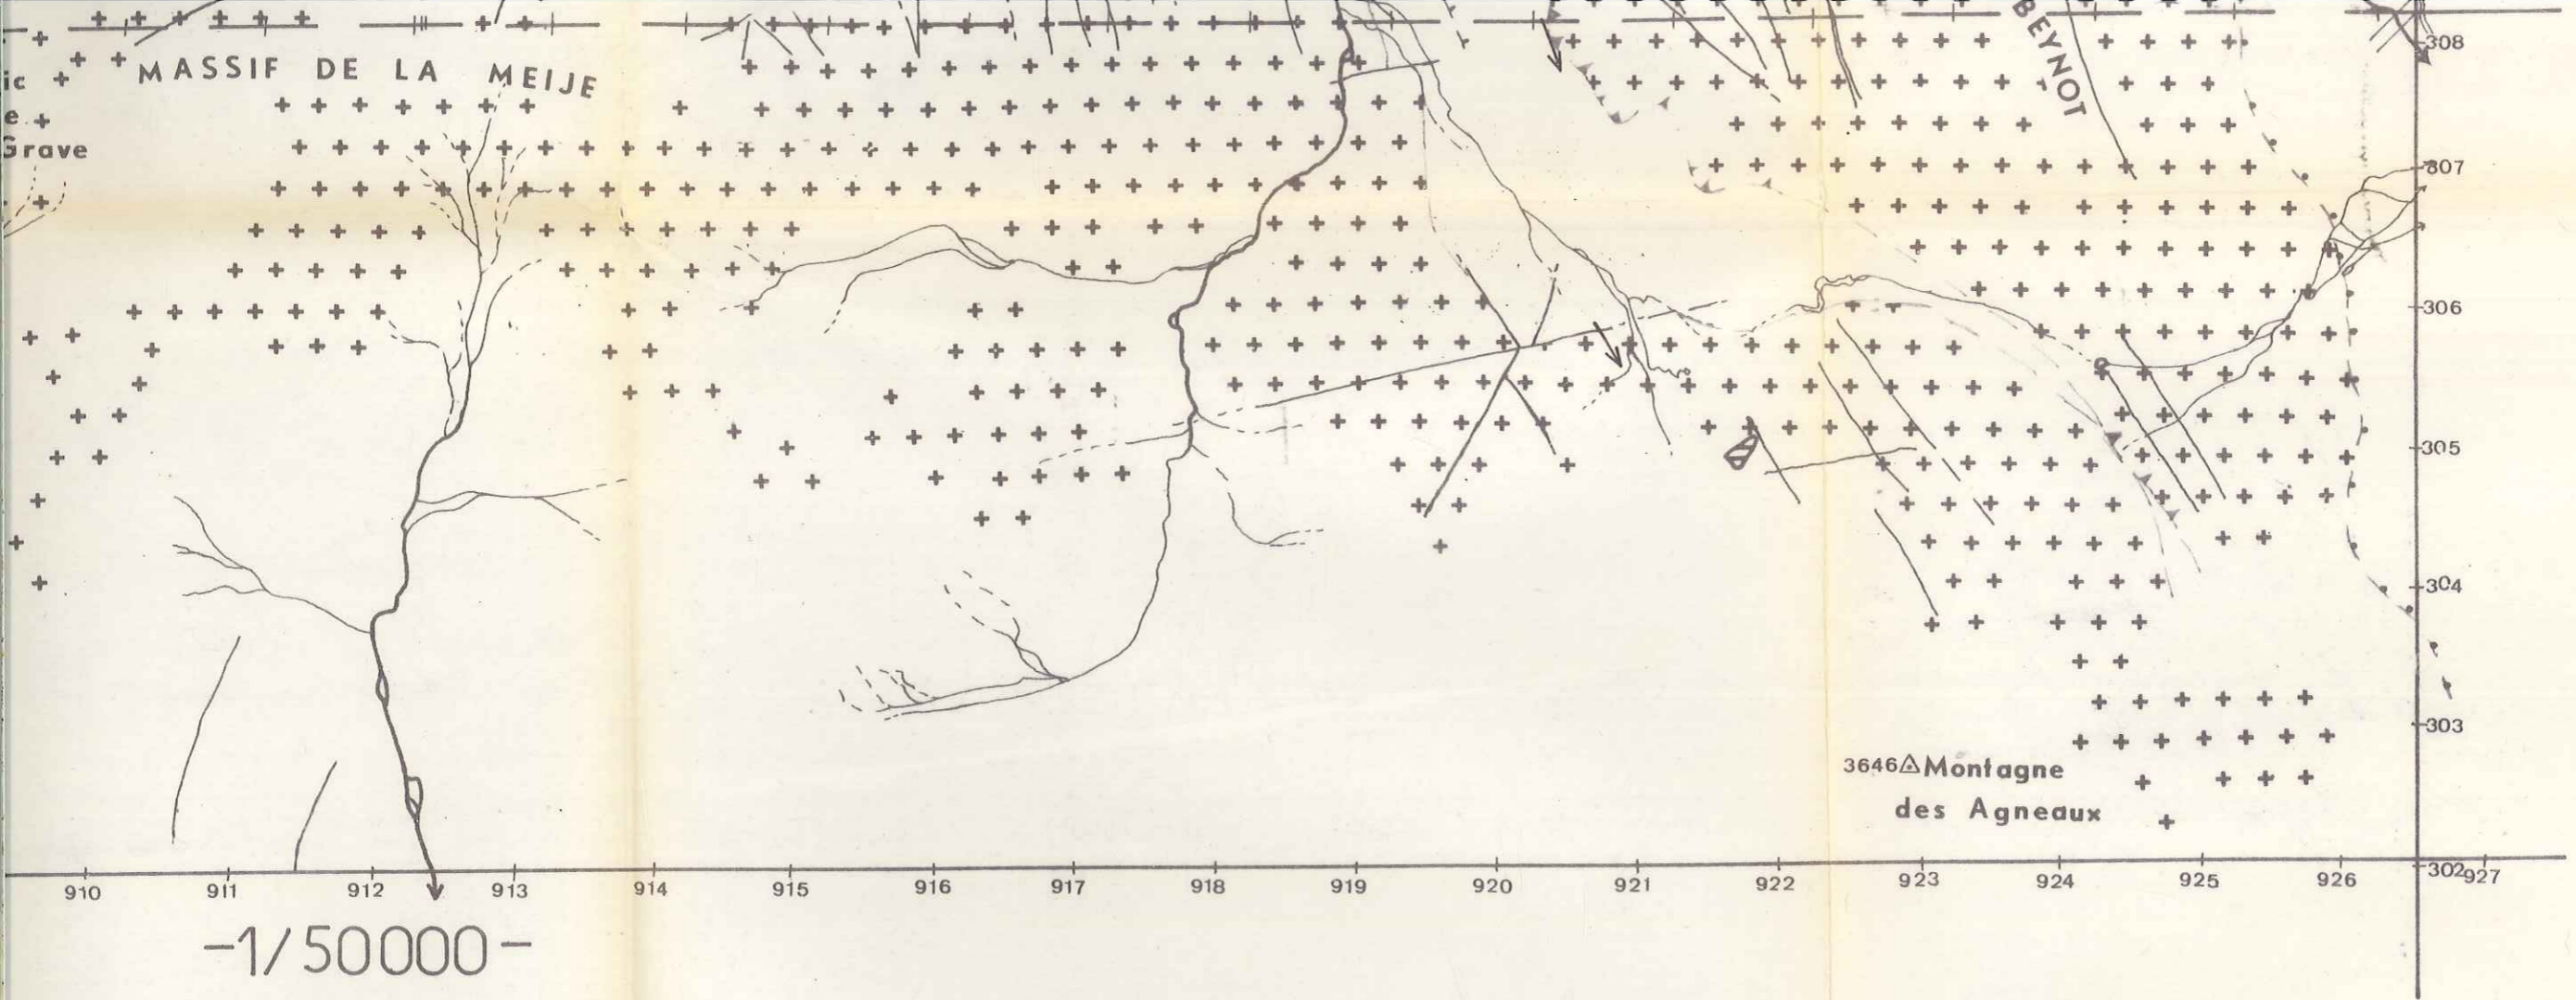 MASSIF DE LA MEIJE
BEYNOT
ic
e
Grave
308
307
306
305
304
303
302
3646 Montagne
des Agneaux
910 911 912 913 914 915 916 917 918 919 920 921 922 923 924 925 926 927
-1/50000-